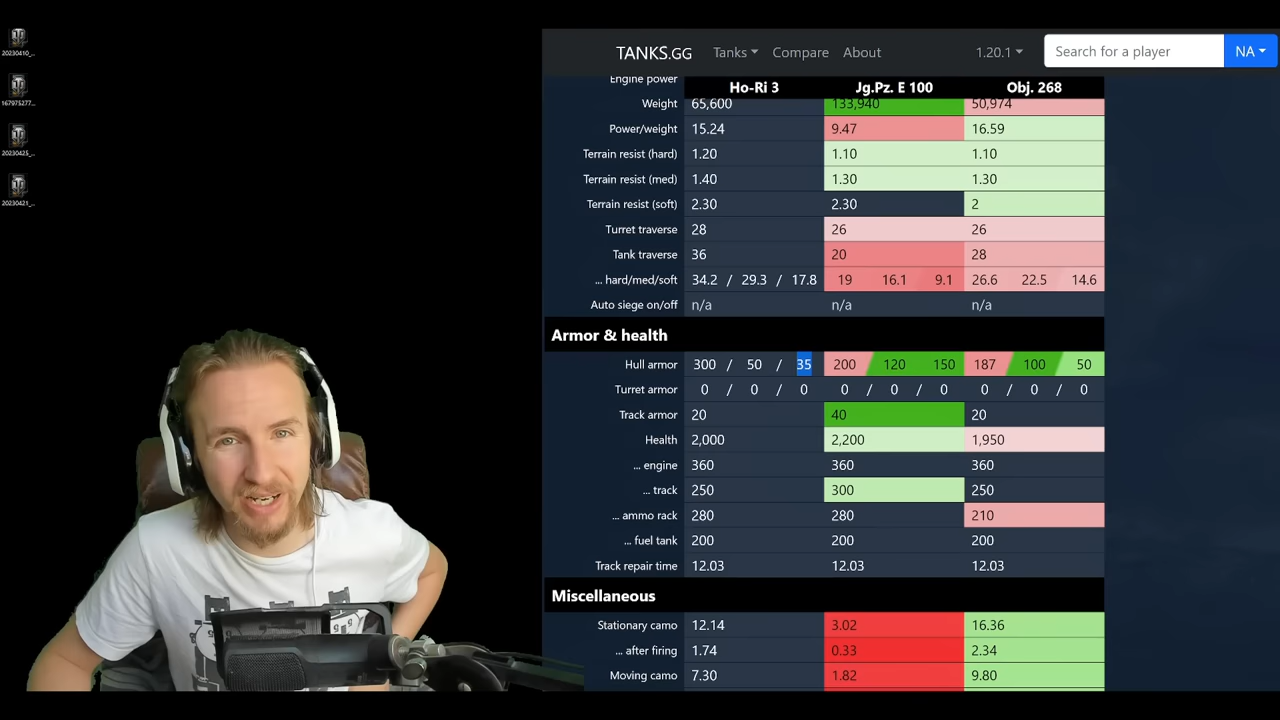 20230410_...
167975277...
20230425_...
20230421_...
TANKS.GG Tanks Compare About 1.20.1 Search for a player NA
Engine power
Ho-Ri 3 Jg.Pz. E 100 Obj. 268
Weight 65,600 133,940 50,974
Power/weight 15.24 9.47 16.59
Terrain resist (hard) 1.20 1.10 1.10
Terrain resist (med) 1.40 1.30 1.30
Terrain resist (soft) 2.30 2.30 2
Turret traverse 28 26 26
Tank traverse 36 20 28
... hard/med/soft 34.2 / 29.3 / 17.8 19 16.1 9.1 26.6 22.5 14.6
Auto siege on/off n/a n/a n/a
Armor & health
Hull armor 300 / 50 / 35 200 120 150 187 100 50
Turret armor 0 / 0 / 0 0 / 0 / 0 0 / 0 / 0
Track armor 20 40 20
Health 2,000 2,200 1,950
... engine 360 360 360
... track 250 300 250
... ammo rack 280 280 210
... fuel tank 200 200 200
Track repair time 12.03 12.03 12.03
Miscellaneous
Stationary camo 12.14 3.02 16.36
... after firing 1.74 0.33 2.34
Moving camo 7.30 1.82 9.80